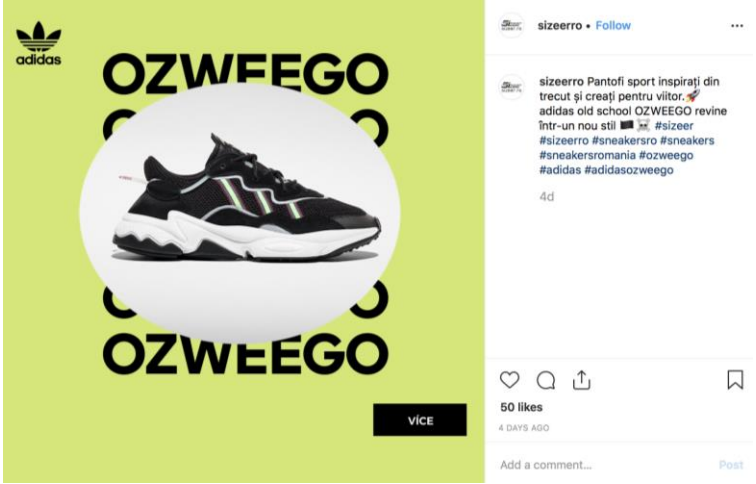 adidas
OZWEEGO
OZWEEGO
VÍCE
sizeerro • Follow
sizeerro Pantofi sport inspirați din
trecut și creați pentru viitor.🚀
adidas old school OZWEEGO revine
într-un nou stil 🏴☠️ #sizeer
#sizeerro #sneakersro #sneakers
#sneakersromania #ozweego
#adidas #adidasozweego
4d
50 likes
4 DAYS AGO
Add a comment...
Post